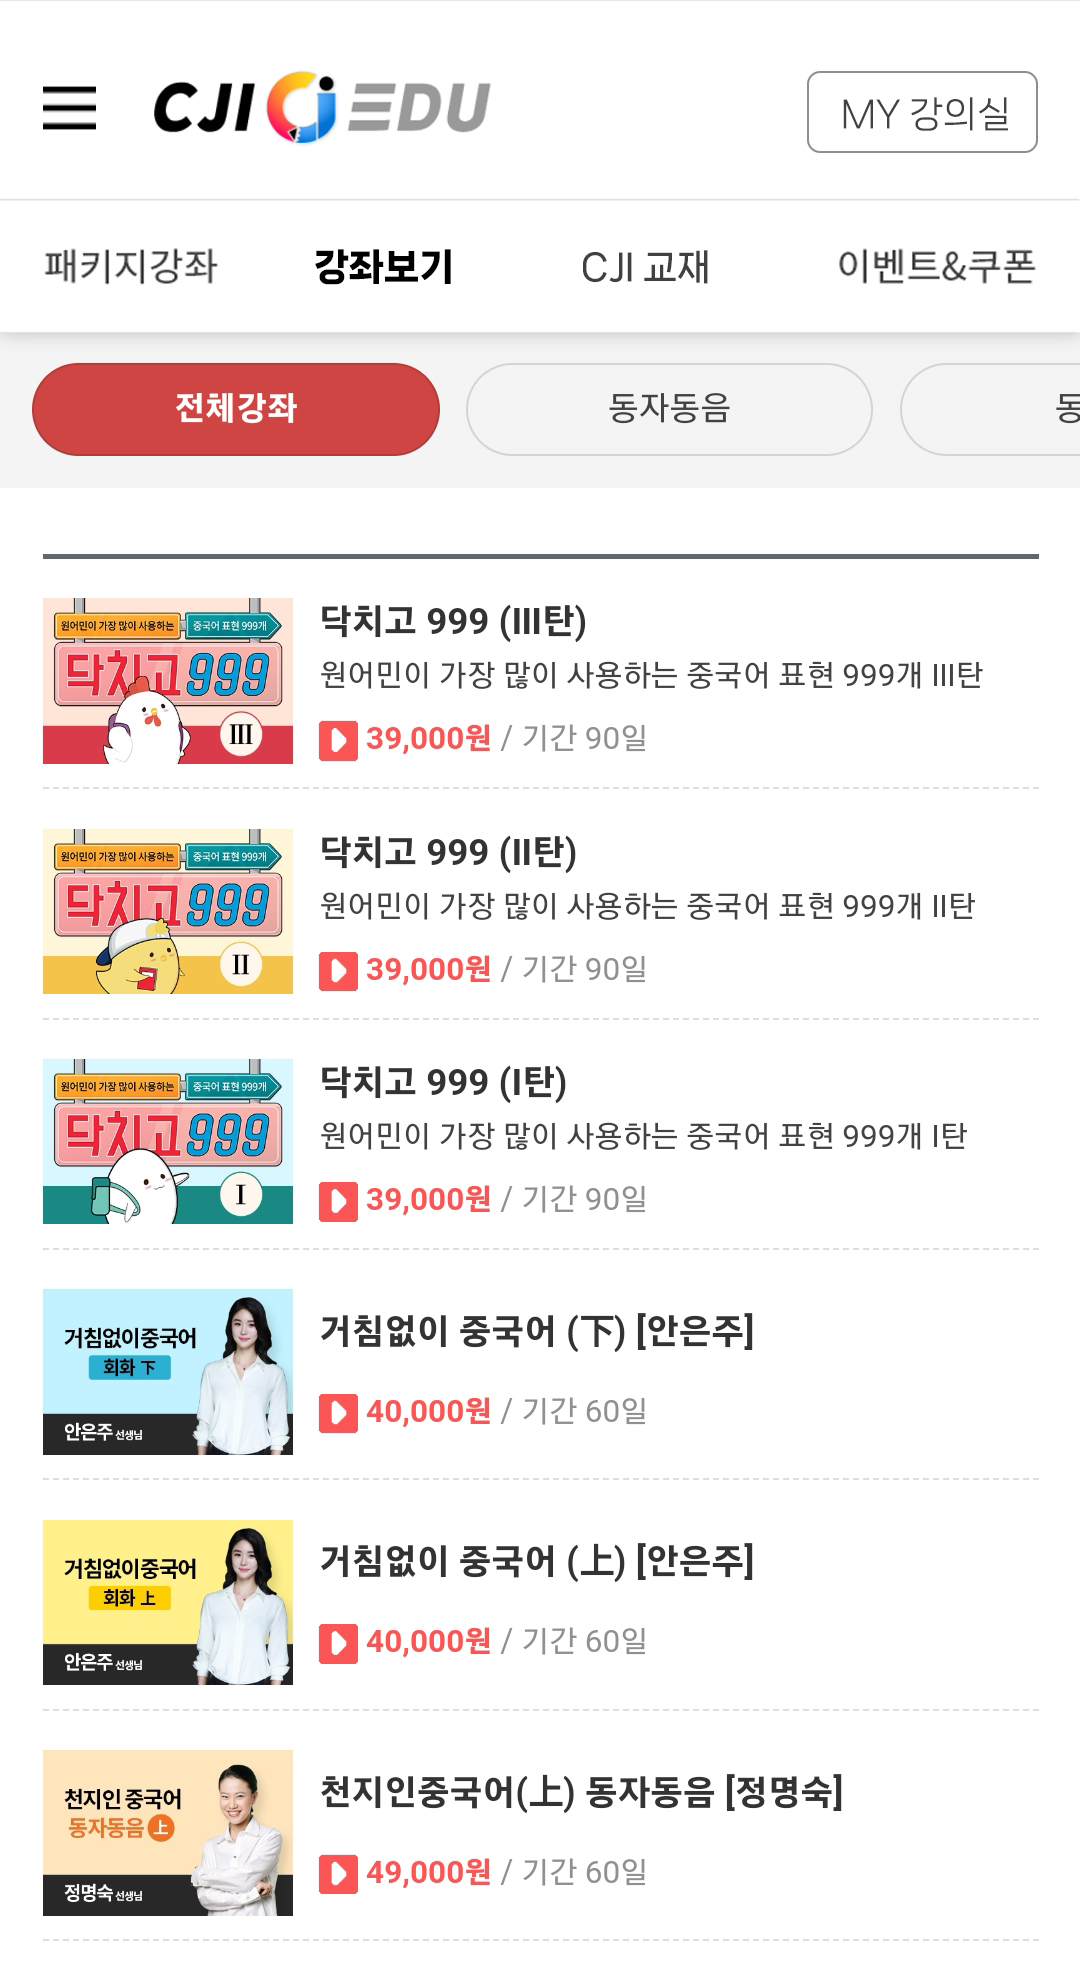 CJI EDU
MY 강의실
패키지강좌 강좌보기 CJI 교재 이벤트&쿠폰
전체강좌 동자동음
원어민이 가장 많이 사용하는 중국어 표현 999개
닥치고 999
III
닥치고 999 (III탄)
원어민이 가장 많이 사용하는 중국어 표현 999개 III탄
39,000원 / 기간 90일
원어민이 가장 많이 사용하는 중국어 표현 999개
닥치고 999
II
닥치고 999 (II탄)
원어민이 가장 많이 사용하는 중국어 표현 999개 II탄
39,000원 / 기간 90일
원어민이 가장 많이 사용하는 중국어 표현 999개
닥치고 999
I
닥치고 999 (I탄)
원어민이 가장 많이 사용하는 중국어 표현 999개 I탄
39,000원 / 기간 90일
거침없이중국어
회화 下
안은주 선생님
거침없이 중국어 (下) [안은주]
40,000원 / 기간 60일
거침없이중국어
회화 上
안은주 선생님
거침없이 중국어 (上) [안은주]
40,000원 / 기간 60일
천지인 중국어
동자동음 上
정명숙 선생님
천지인중국어(上) 동자동음 [정명숙]
49,000원 / 기간 60일